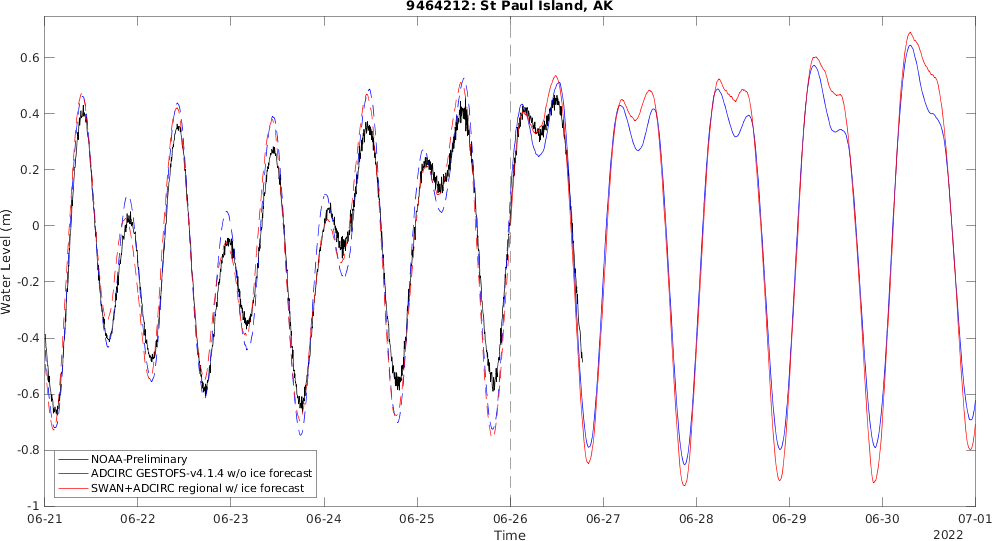 9464212: St Paul Island, AK
0.6
0.4
0.2
0
-0.2
-0.4
-0.6
-0.8
-1
Water Level (m)
NOAA-Preliminary
ADCIRC GESTOFS-v4.1.4 w/o ice forecast
SWAN+ADCIRC regional w/ ice forecast
06-21 06-22 06-23 06-24 06-25 06-26 06-27 06-28 06-29 06-30 07-01
Time
2022